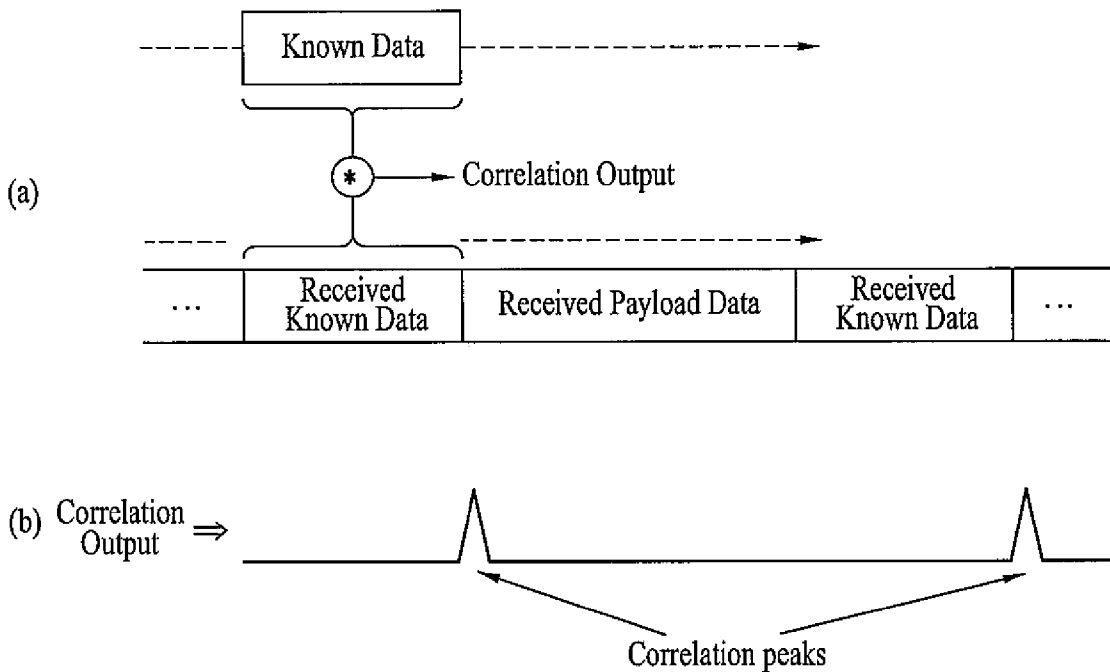 Known Data
Correlation Output
(a)
...
Received
Known Data
Received Payload Data
Received
Known Data
...
(b)
Correlation
Output
Correlation peaks